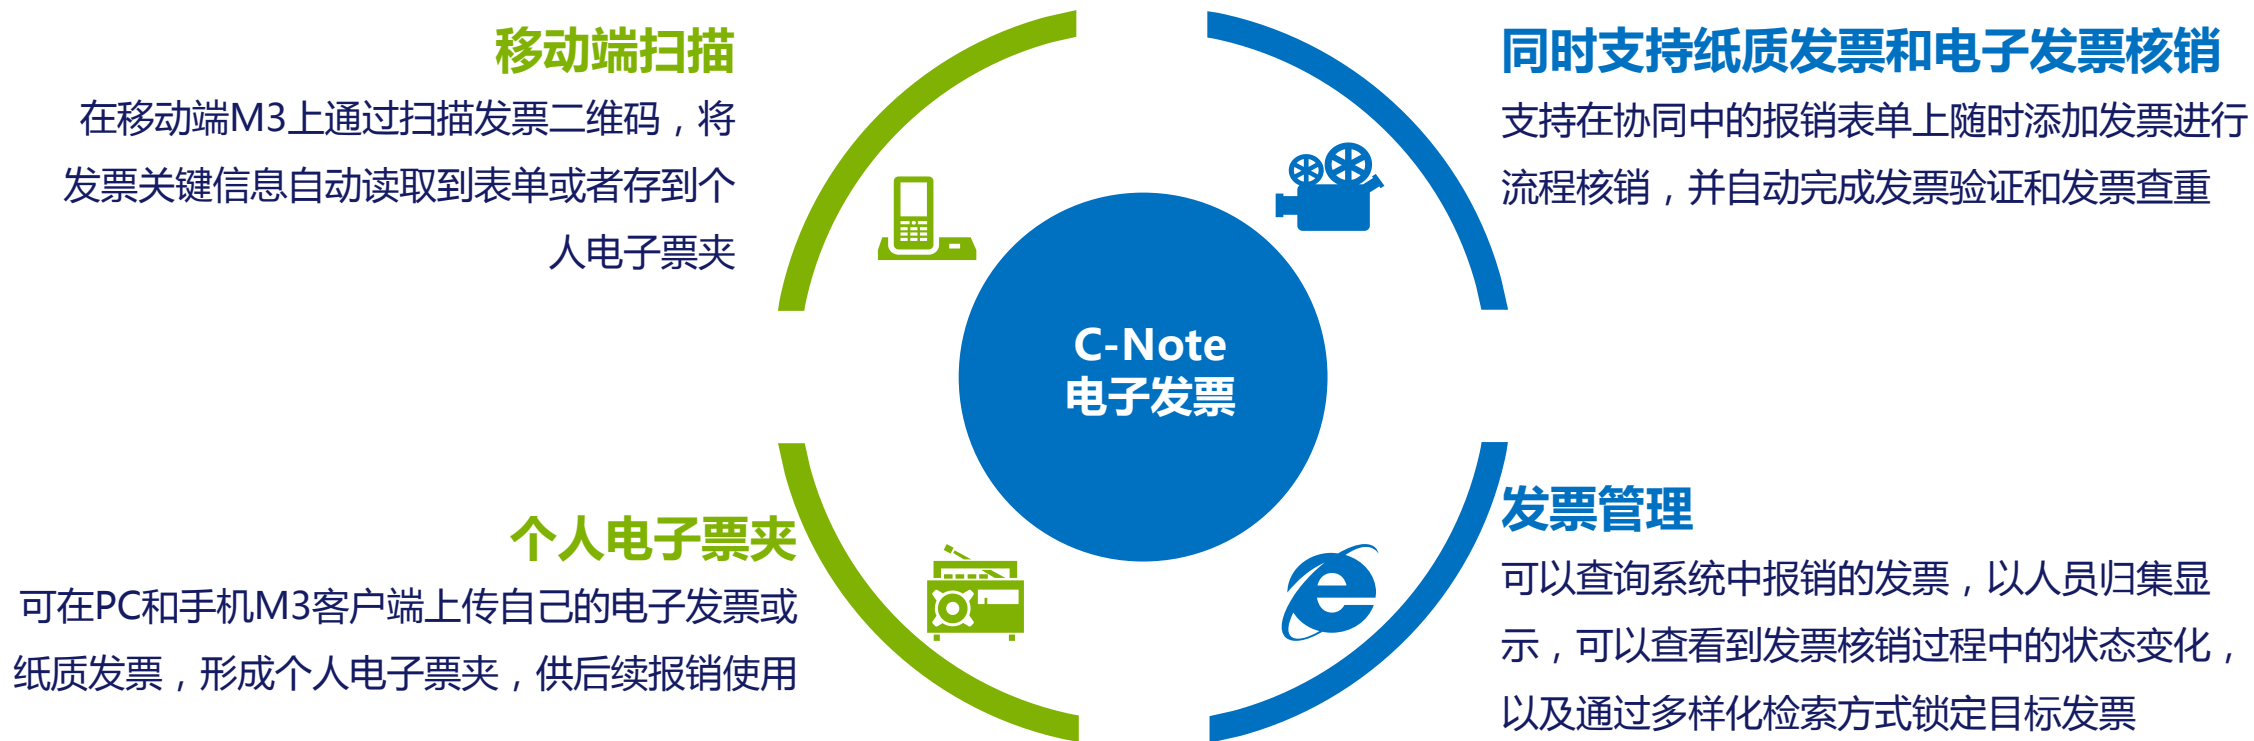 移动端扫描
在移动端M3上通过扫描发票二维码，将
发票关键信息自动读取到表单或者存到个
人电子票夹
同时支持纸质发票和电子发票核销
支持在协同中的报销表单上随时添加发票进行
流程核销，并自动完成发票验证和发票查重
C-Note
电子发票
个人电子票夹
可在PC和手机M3客户端上传自己的电子发票或
纸质发票，形成个人电子票夹，供后续报销使用
发票管理
可以查询系统中报销的发票，以人员归集显
示，可以查看到发票核销过程中的状态变化，
以及通过多样化检索方式锁定目标发票